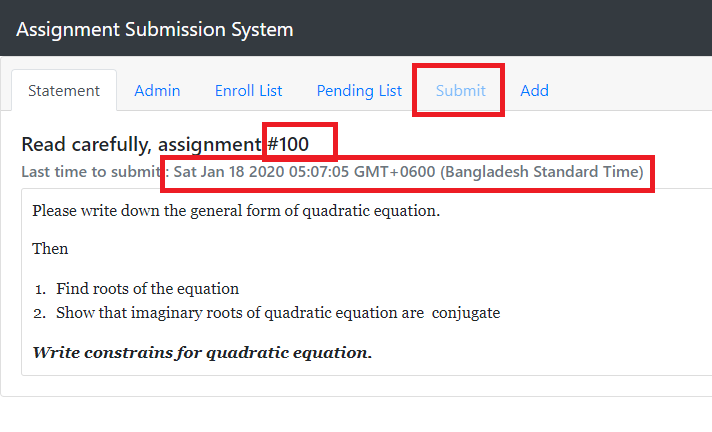 Assignment Submission System
Statement Admin Enroll List Pending List Submit Add
Read carefully, assignment #100
Last time to submit : Sat Jan 18 2020 05:07:05 GMT+0600 (Bangladesh Standard Time)
Please write down the general form of quadratic equation.
Then
1. Find roots of the equation
2. Show that imaginary roots of quadratic equation are conjugate
Write constrains for quadratic equation.